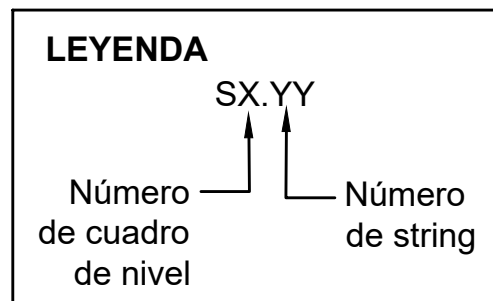 LEYENDA
SX.YY
Número
de cuadro
de nivel
Número
de string